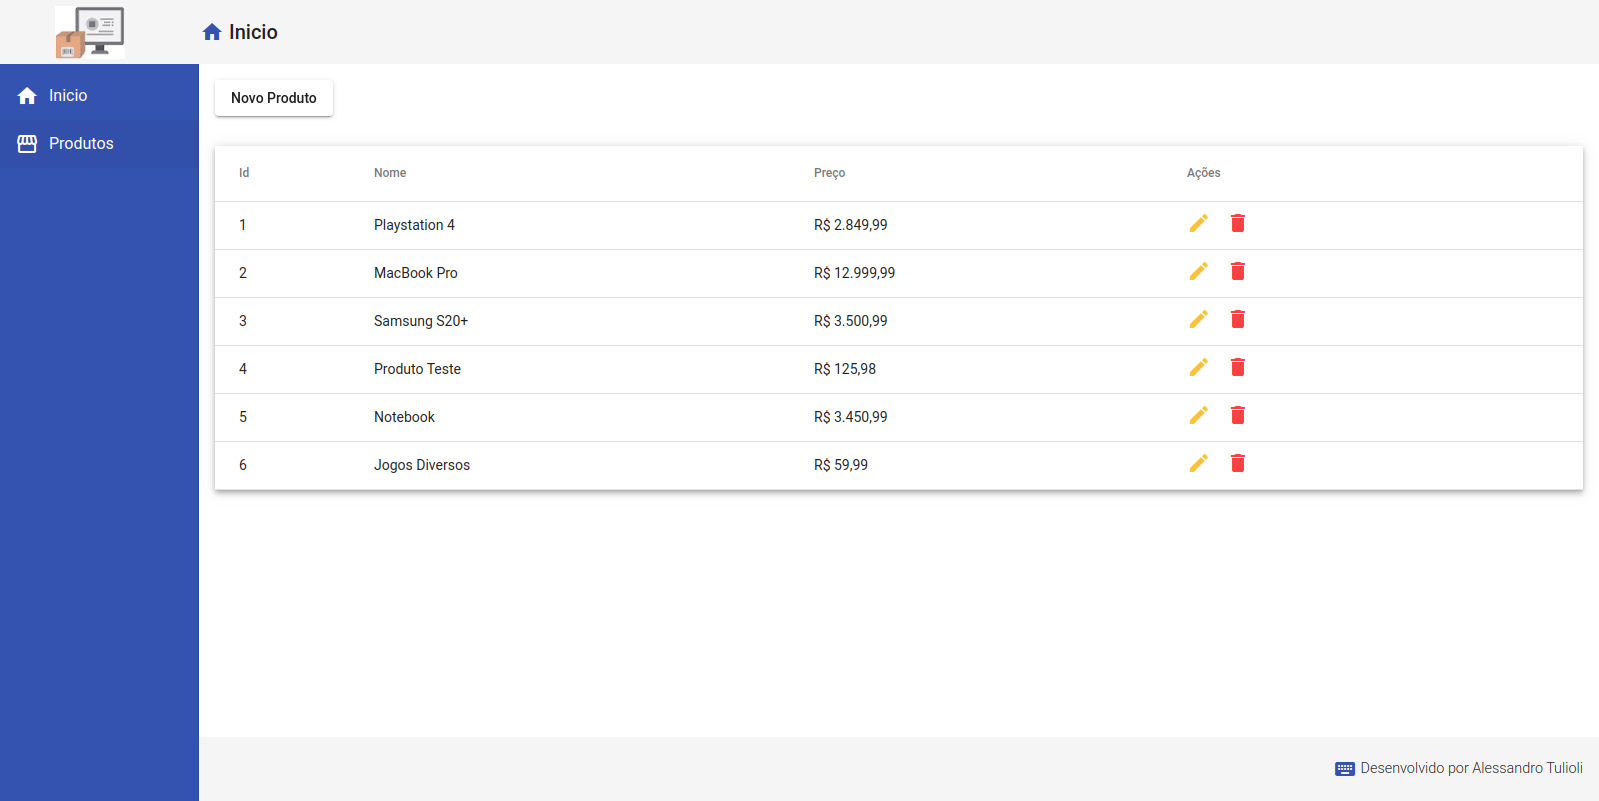 Inicio
Inicio
Produtos
Novo Produto
Id Nome Preço Ações
1 Playstation 4 R$ 2.849,99
2 MacBook Pro R$ 12.999,99
3 Samsung S20+ R$ 3.500,99
4 Produto Teste R$ 125,98
5 Notebook R$ 3.450,99
6 Jogos Diversos R$ 59,99
Desenvolvido por Alessandro Tulioli